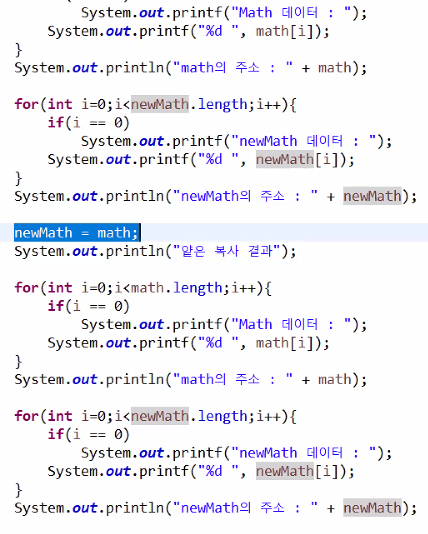 System.out.printf("Math 데이터 : ");
System.out.printf("%d ", math[i]);
}
System.out.println("math의 주소 : " + math);
for(int i=0;i<newMath.length;i++){
if(i == 0)
System.out.printf("newMath 데이터 : ");
System.out.printf("%d ", newMath[i]);
}
System.out.println("newMath의 주소 : " + newMath);
newMath = math;
System.out.println("얕은 복사 결과");
for(int i=0;i<math.length;i++){
if(i == 0)
System.out.printf("Math 데이터 : ");
System.out.printf("%d ", math[i]);
}
System.out.println("math의 주소 : " + math);
for(int i=0;i<newMath.length;i++){
if(i == 0)
System.out.printf("newMath 데이터 : ");
System.out.printf("%d ", newMath[i]);
}
System.out.println("newMath의 주소 : " + newMath);